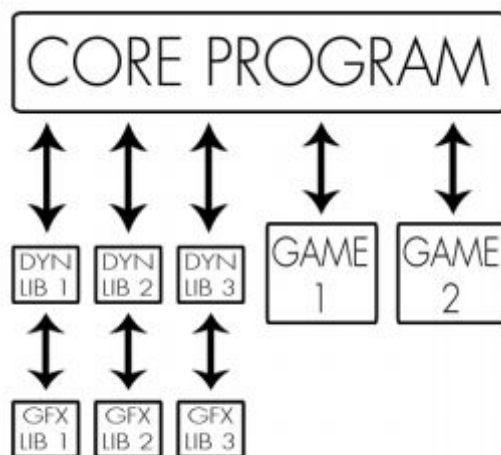 CORE PROGRAM
DYN
LIB 1
DYN
LIB 2
DYN
LIB 3
GAME
1
GAME
2
GFX
LIB 1
GFX
LIB 2
GFX
LIB 3